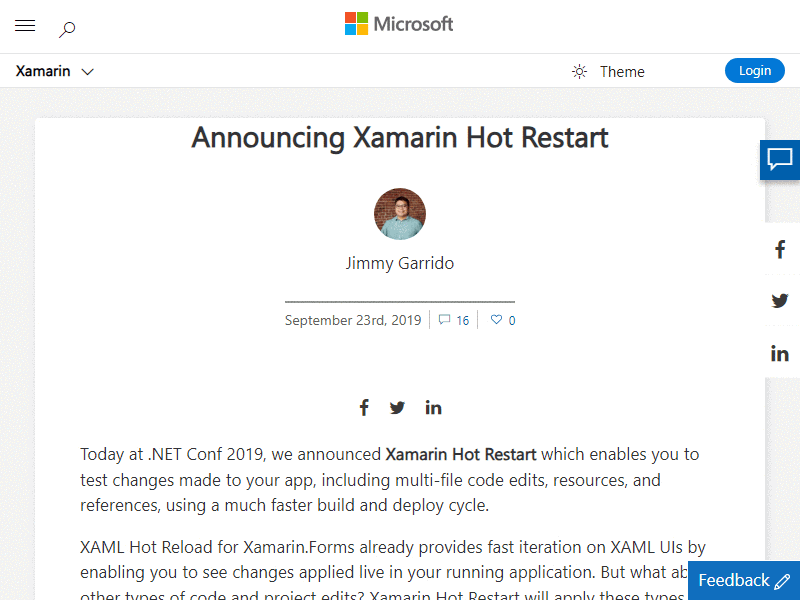 Microsoft
Xamarin
Theme
Login
Announcing Xamarin Hot Restart
Jimmy Garrido
September 23rd, 2019
16
0
Today at .NET Conf 2019, we announced Xamarin Hot Restart which enables you to
test changes made to your app, including multi-file code edits, resources, and
references, using a much faster build and deploy cycle.
XAML Hot Reload for Xamarin.Forms already provides fast iteration on XAML UIs by
enabling you to see changes applied live in your running application. But what
other types of code and project edits? Xamarin Hot Restart will apply these types
Feedback